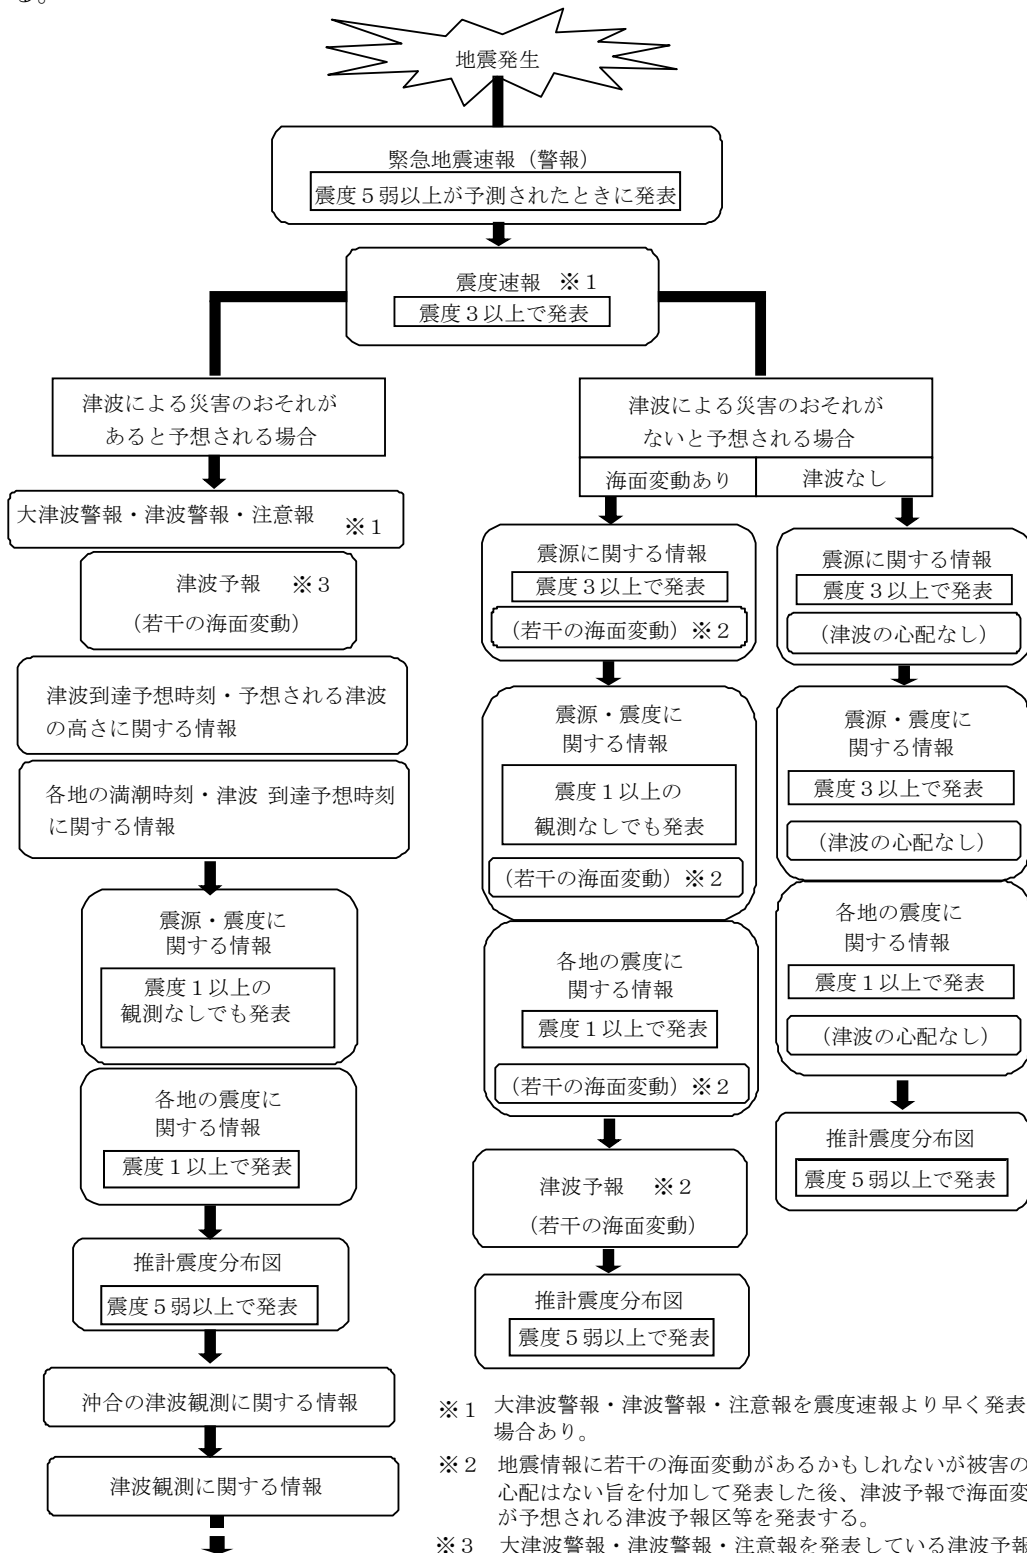 る。
地震発生
緊急地震速報（警報）
震度５弱以上が予測されたときに発表
震度速報　※１
震度３以上で発表
津波による災害のおそれが
あると予想される場合
大津波警報・津波警報・注意報　※１
津波予報　※３
（若干の海面変動）
津波到達予想時刻・予想される津波
の高さに関する情報
各地の満潮時刻・津波 到達予想時刻
に関する情報
震源・震度に
関する情報
震度１以上の
観測なしでも発表
各地の震度に
関する情報
震度１以上で発表
推計震度分布図
震度５弱以上で発表
沖合の津波観測に関する情報
津波観測に関する情報
津波による災害のおそれが
ないと予想される場合
海面変動あり
津波なし
震源に関する情報
震度３以上で発表
（若干の海面変動）※２
震源・震度に
関する情報
震度１以上の
観測なしでも発表
（若干の海面変動）※２
各地の震度に
関する情報
震度１以上で発表
（若干の海面変動）※２
津波予報　※２
（若干の海面変動）
推計震度分布図
震度５弱以上で発表
震源に関する情報
震度３以上で発表
（津波の心配なし）
震源・震度に
関する情報
震度３以上で発表
（津波の心配なし）
各地の震度に
関する情報
震度１以上で発表
（津波の心配なし）
推計震度分布図
震度５弱以上で発表
※１　大津波警報・津波警報・注意報を震度速報より早く発表
場合あり。
※２　地震情報に若干の海面変動があるかもしれないが被害の
心配はない旨を付加して発表した後、津波予報で海面変
が予想される津波予報区等を発表する。
※３　大津波警報・津波警報・注意報を発表している津波予報